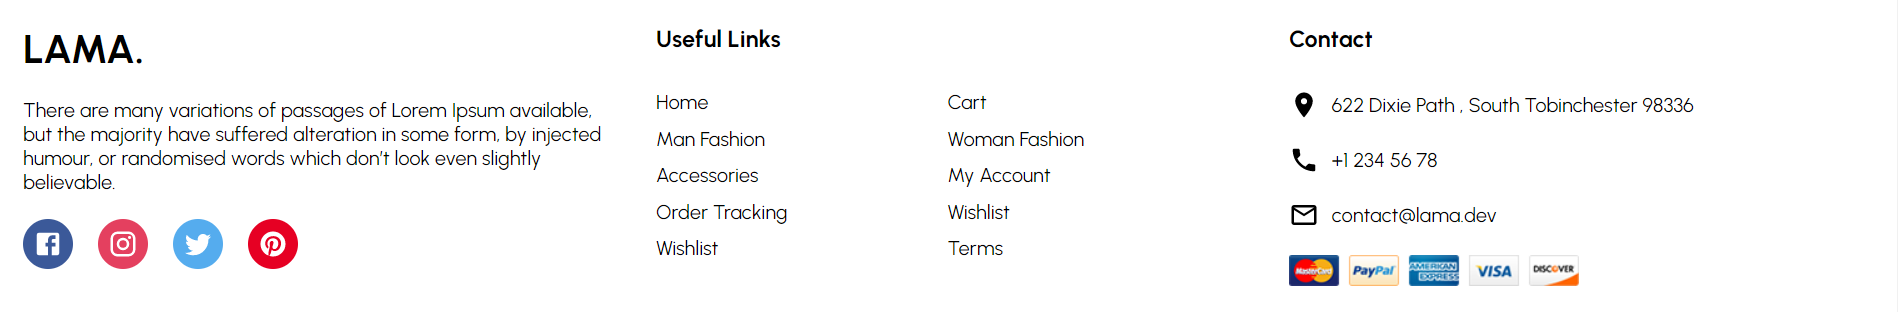 LAMA.
There are many variations of passages of Lorem Ipsum available,
but the majority have suffered alteration in some form, by injected
humour, or randomised words which don't look even slightly
believable.
Useful Links
Home
Cart
Man Fashion
Woman Fashion
Accessories
My Account
Order Tracking
Wishlist
Wishlist
Terms
Contact
622 Dixie Path , South Tobinchester 98336
+1 234 56 78
contact@lama.dev
MasterCard PayPal AMERICAN EXPRESS VISA DISCOVER